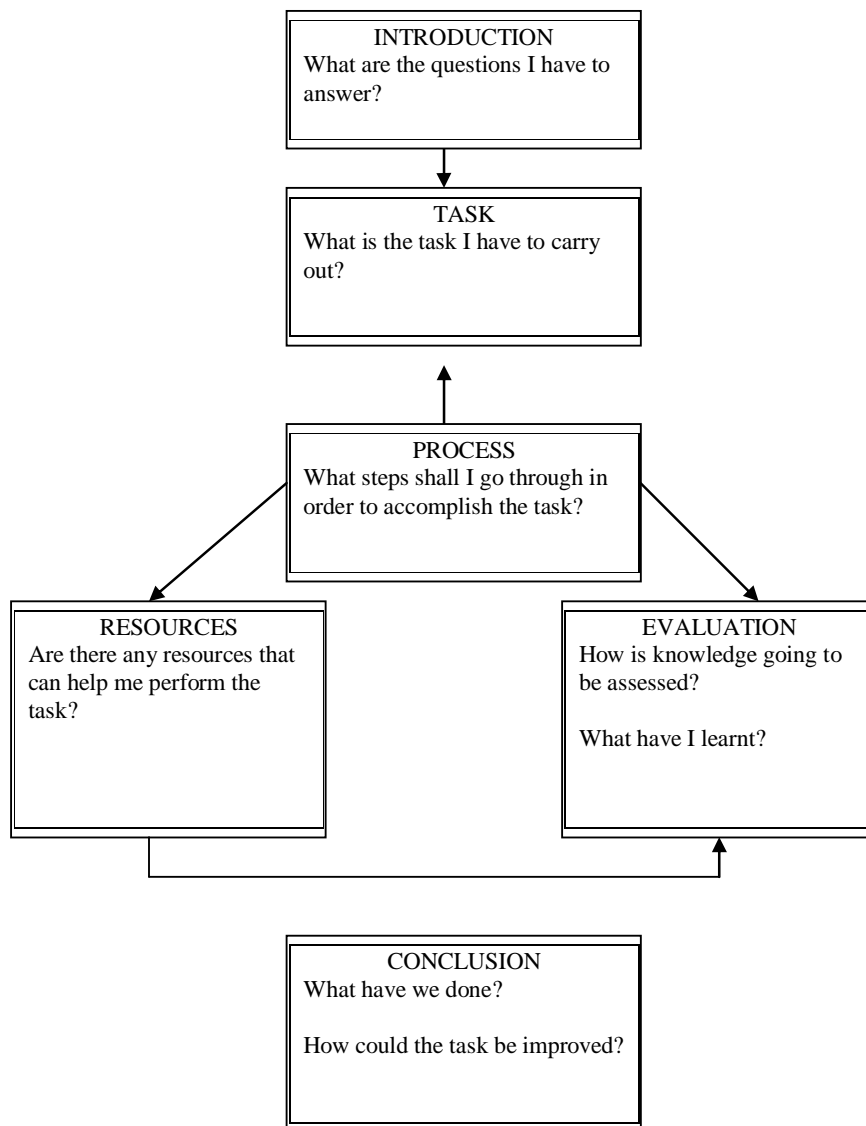 INTRODUCTION
What are the questions I have to
answer?
TASK
What is the task I have to carry
out?
PROCESS
What steps shall I go through in
order to accomplish the task?
RESOURCES
Are there any resources that
can help me perform the
task?
EVALUATION
How is knowledge going to
be assessed?
What have I learnt?
CONCLUSION
What have we done?
How could the task be improved?